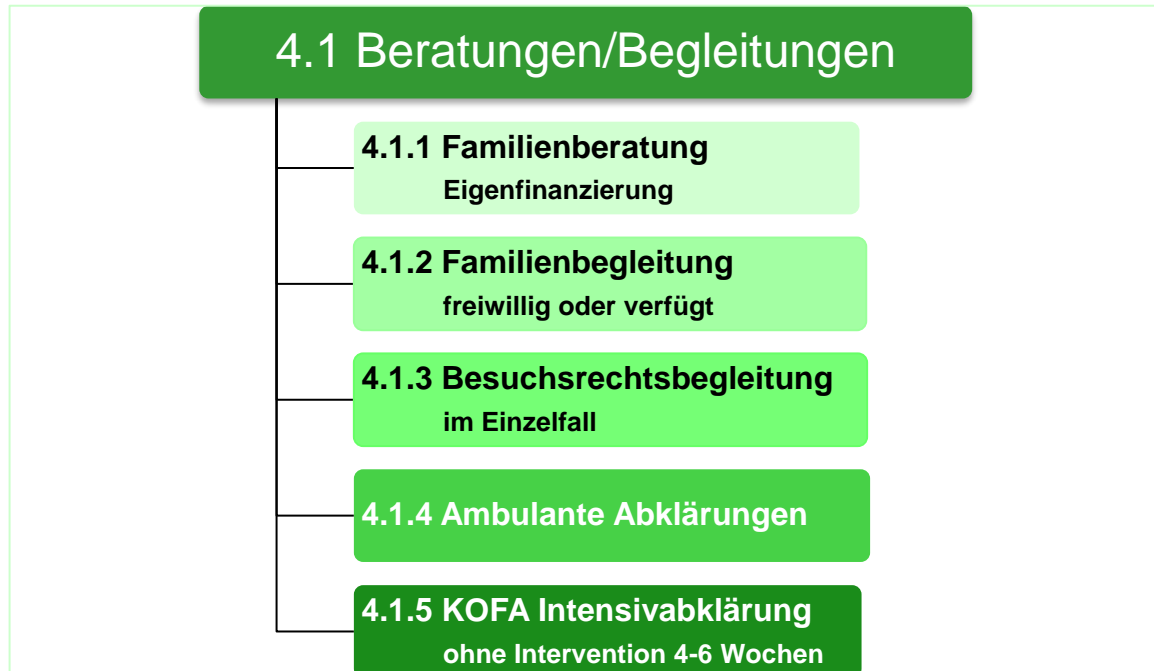 4.1 Beratungen/Begleitungen
4.1.1 Familienberatung
Eigenfinanzierung
4.1.2 Familienbegleitung
freiwillig oder verfügt
4.1.3 Besuchsrechtsbegleitung
im Einzelfall
4.1.4 Ambulante Abklärungen
4.1.5 KOFA Intensivabklärung
ohne Intervention 4-6 Wochen